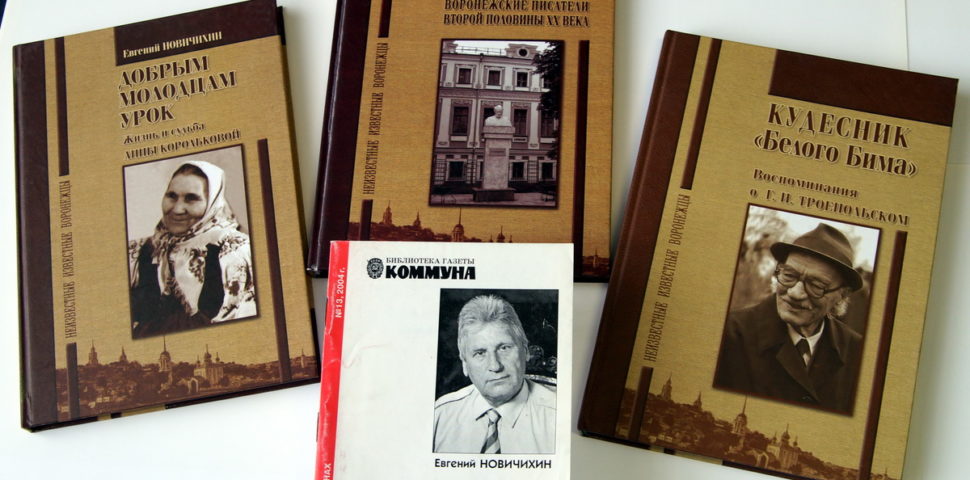 Евгений НОВИЧИХИН
ДОБРЫМ
МОЛОДЦАМ
УРОК
Жизнь и судьба
АННЫ КОРОЛЬКОВОЙ
НЕИЗВЕСТНЫЕ ИЗВЕСТНЫЕ ВОРОНЕЖЦЫ
ВОРОНЕЖСКИЕ ПИСАТЕЛИ
ВТОРОЙ ПОЛОВИНЫ XX ВЕКА
НЕИЗВЕСТНЫЕ ИЗВЕСТНЫЕ ВОРОНЕЖЦЫ
КУДЕСНИК
«Белого Бима»
Воспоминания
о Г. Н. ТРОЕПОЛЬСКОМ
НЕИЗВЕСТНЫЕ ИЗВЕСТНЫЕ ВОРОНЕЖЦЫ
БИБЛИОТЕКА ГАЗЕТЫ
КОММУНА
№13, 2004 г.
Евгений НОВИЧИХИН